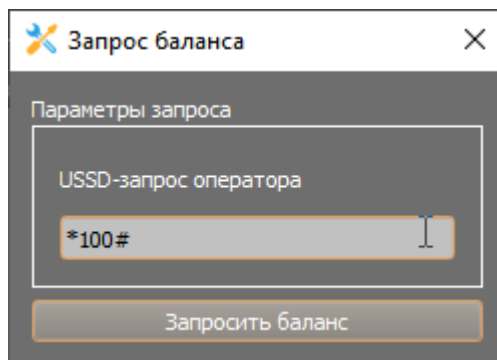 Запрос баланса
Параметры запроса
USSD-запрос оператора
*100#
Запросить баланс